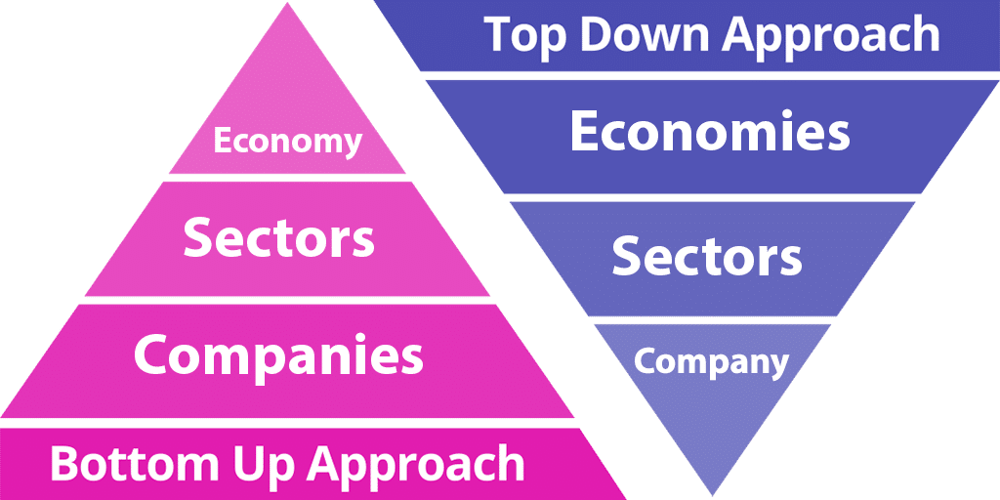 Economy
Sectors
Companies
Bottom Up Approach
Top Down Approach
Economies
Sectors
Company